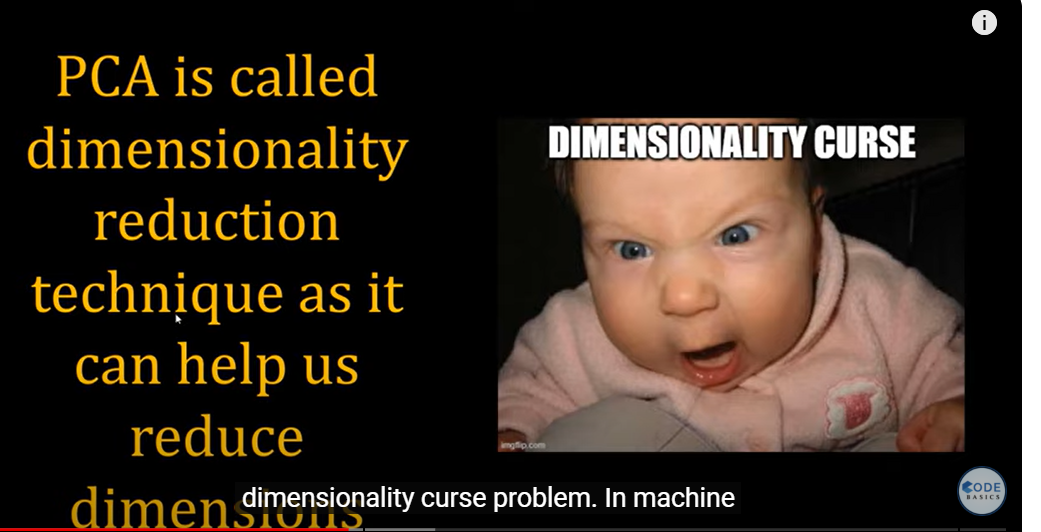 PCA is called
dimensionality
reduction
technique as it
can help us
reduce
dimensions
DIMENSIONALITY CURSE
imgflip.com
dimensionality curse problem. In machine
CODE
BASICS